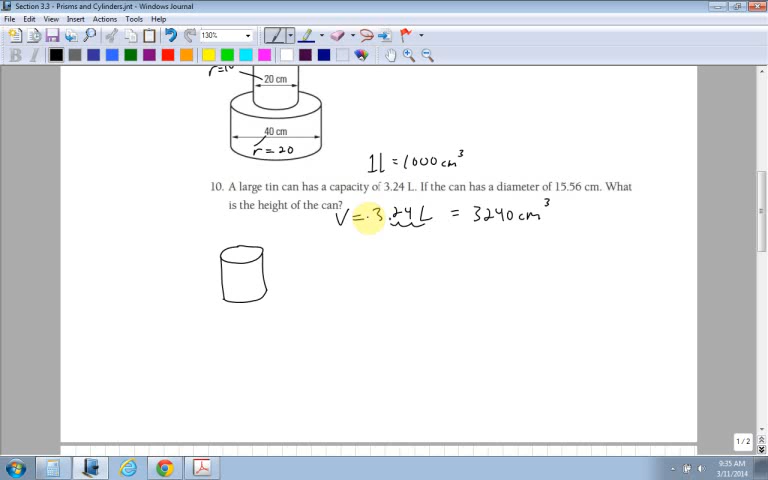 Section 3.3 - Prisms and Cylinders.jnt - Windows Journal
File Edit View Insert Actions Tools Help
130%
B I
r=10
20 cm
40 cm
r = 20
1L = 1000 cm³
10. A large tin can has a capacity of 3.24 L. If the can has a diameter of 15.56 cm. What
is the height of the can?
V = 3.24 L = 3240 cm³
1 / 2
9:35 AM
3/11/2014